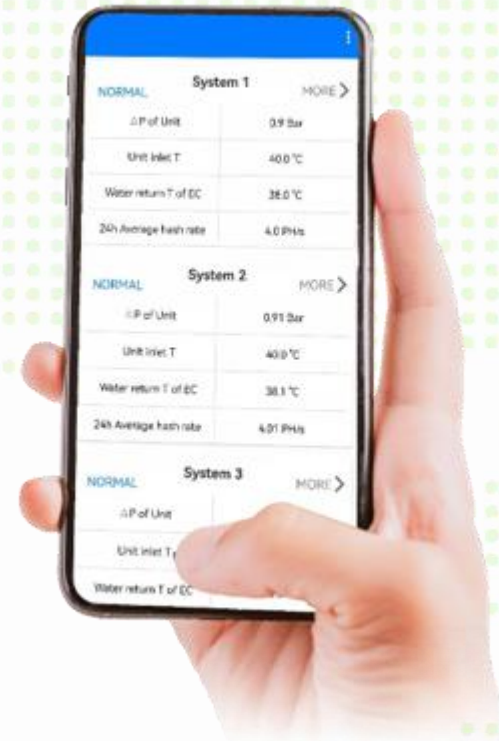 System 1
NORMAL MORE
△P of Unit 0.9 Bar
Unit inlet T 40.0 °C
Water return T of EC 38.0 °C
24h Average hash rate 4.0 PH/s
System 2
NORMAL MORE
△P of Unit 0.91 Bar
Unit inlet T 40.0 °C
Water return T of EC 38.1 °C
24h Average hash rate 4.01 PH/s
System 3
NORMAL MORE
△P of Unit
Unit inlet T
Water return T of EC